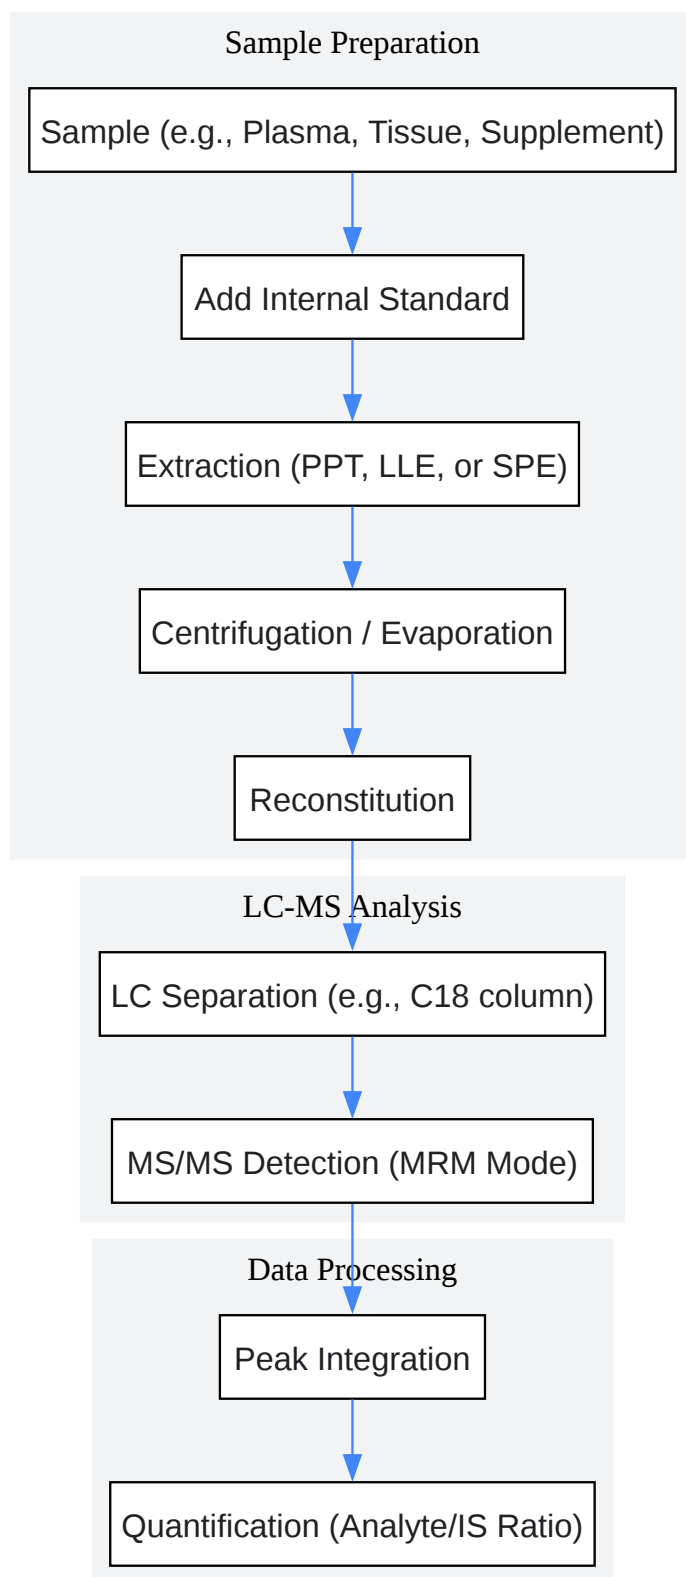 Sample Preparation
Sample (e.g., Plasma, Tissue, Supplement)
Add Internal Standard
Extraction (PPT, LLE, or SPE)
Centrifugation / Evaporation
Reconstitution
LC-MS Analysis
LC Separation (e.g., C18 column)
MS/MS Detection (MRM Mode)
Data Processing
Peak Integration
Quantification (Analyte/IS Ratio)